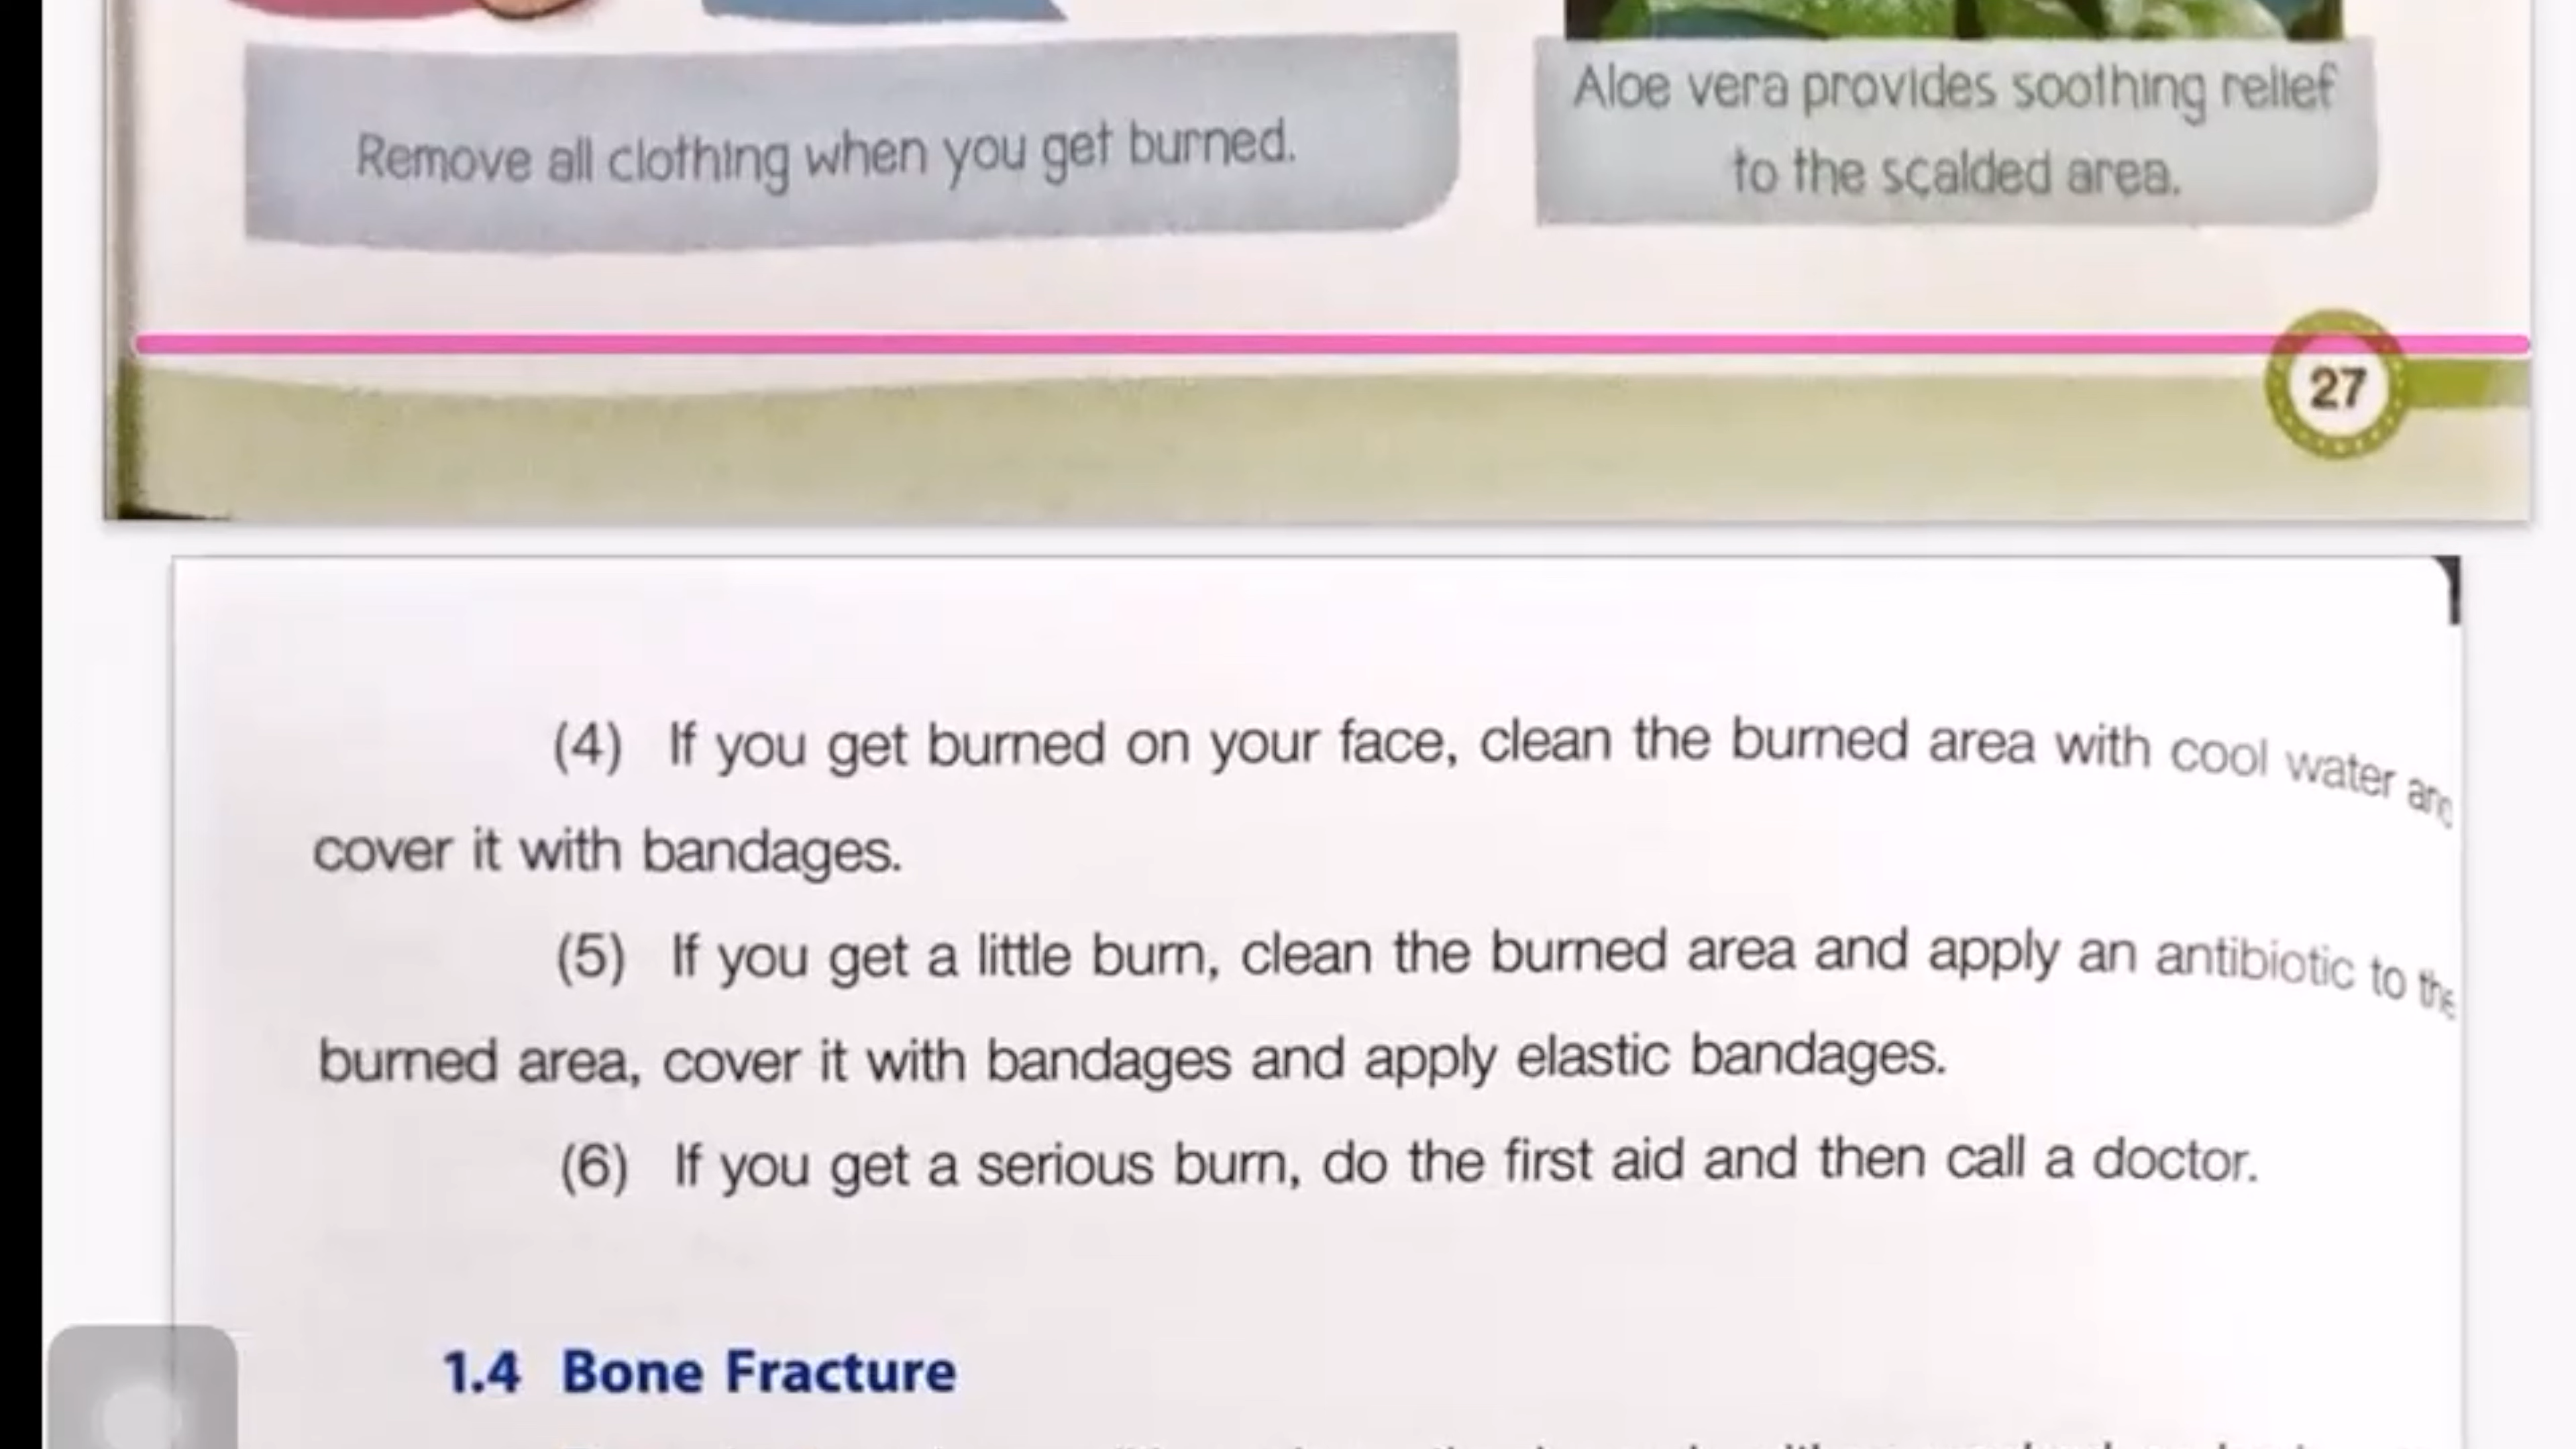 Remove all clothing when you get burned.
Aloe vera provides soothing relief
to the scalded area.
27
(4) If you get burned on your face, clean the burned area with cool water and
cover it with bandages.
(5) If you get a little burn, clean the burned area and apply an antibiotic to the
burned area, cover it with bandages and apply elastic bandages.
(6) If you get a serious burn, do the first aid and then call a doctor.
1.4 Bone Fracture